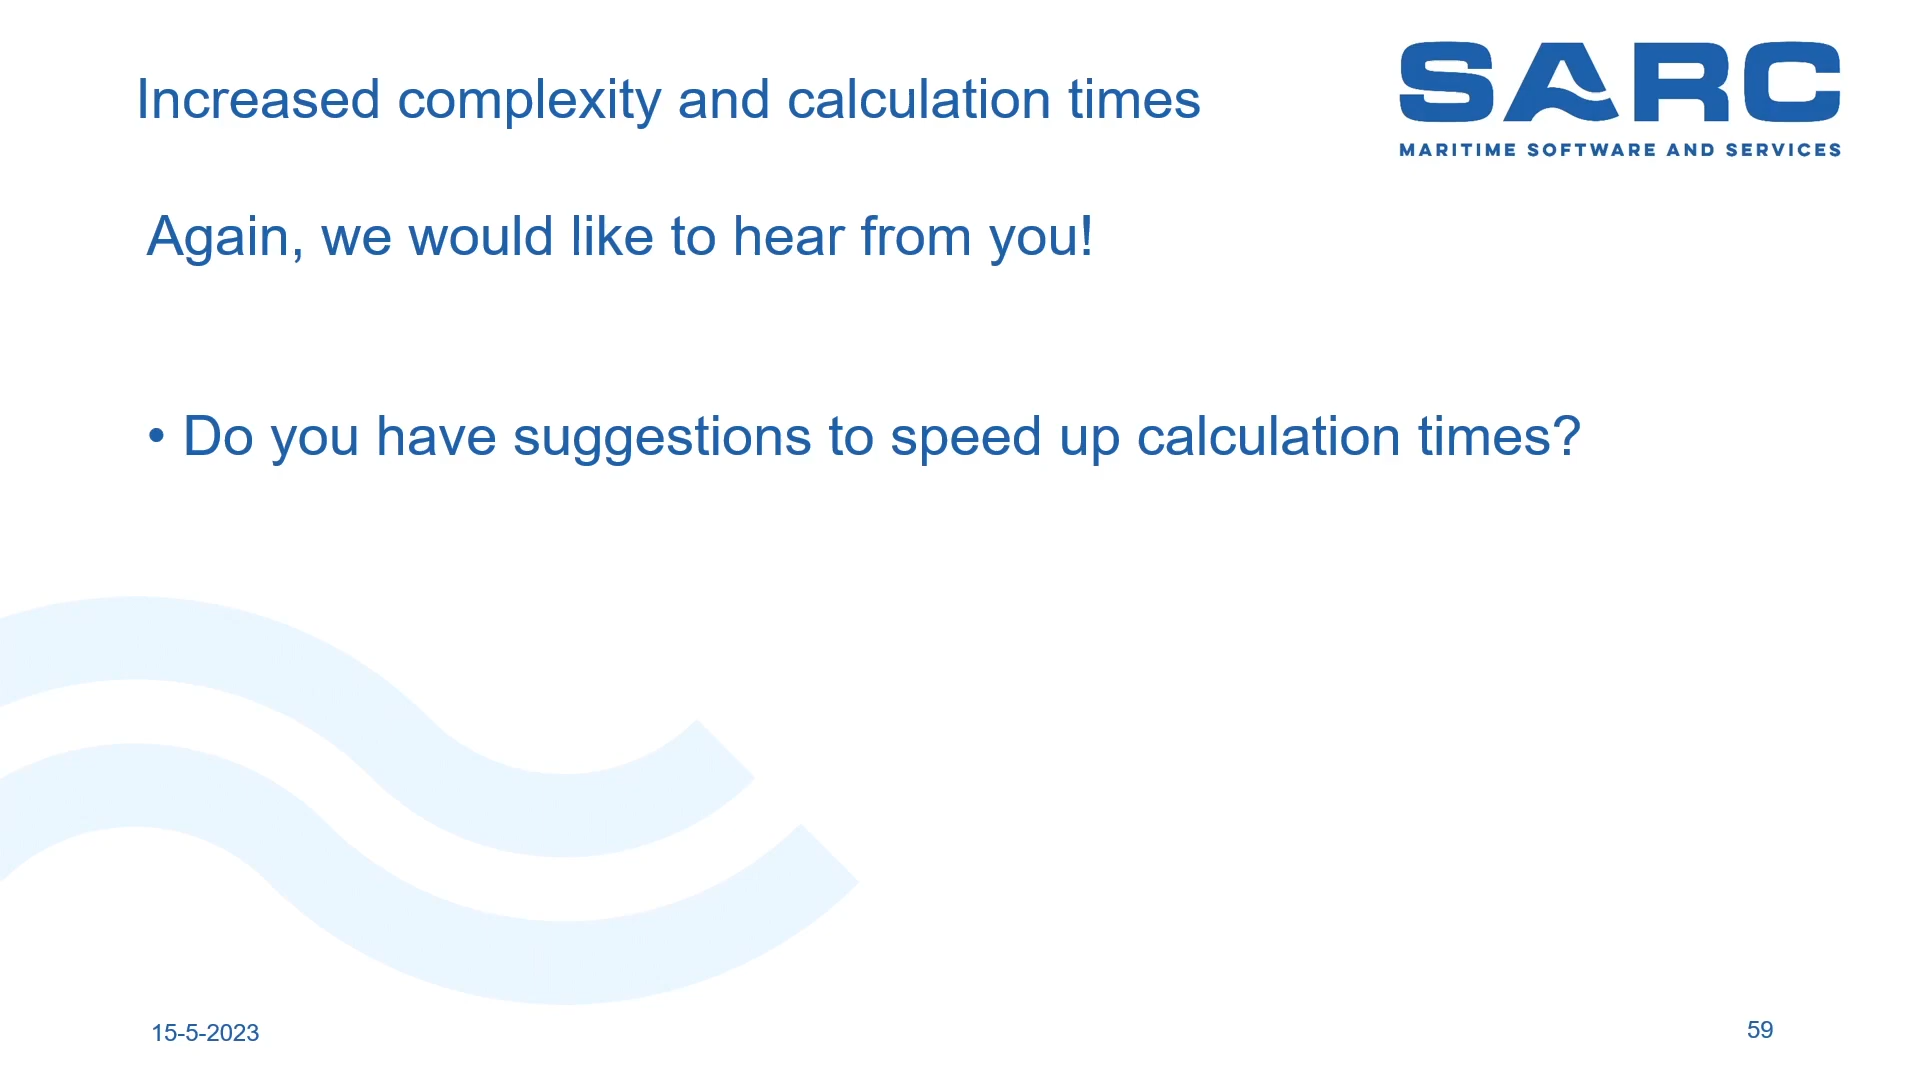 Increased complexity and calculation times
SARC
MARITIME SOFTWARE AND SERVICES
Again, we would like to hear from you!
• Do you have suggestions to speed up calculation times?
15-5-2023
59